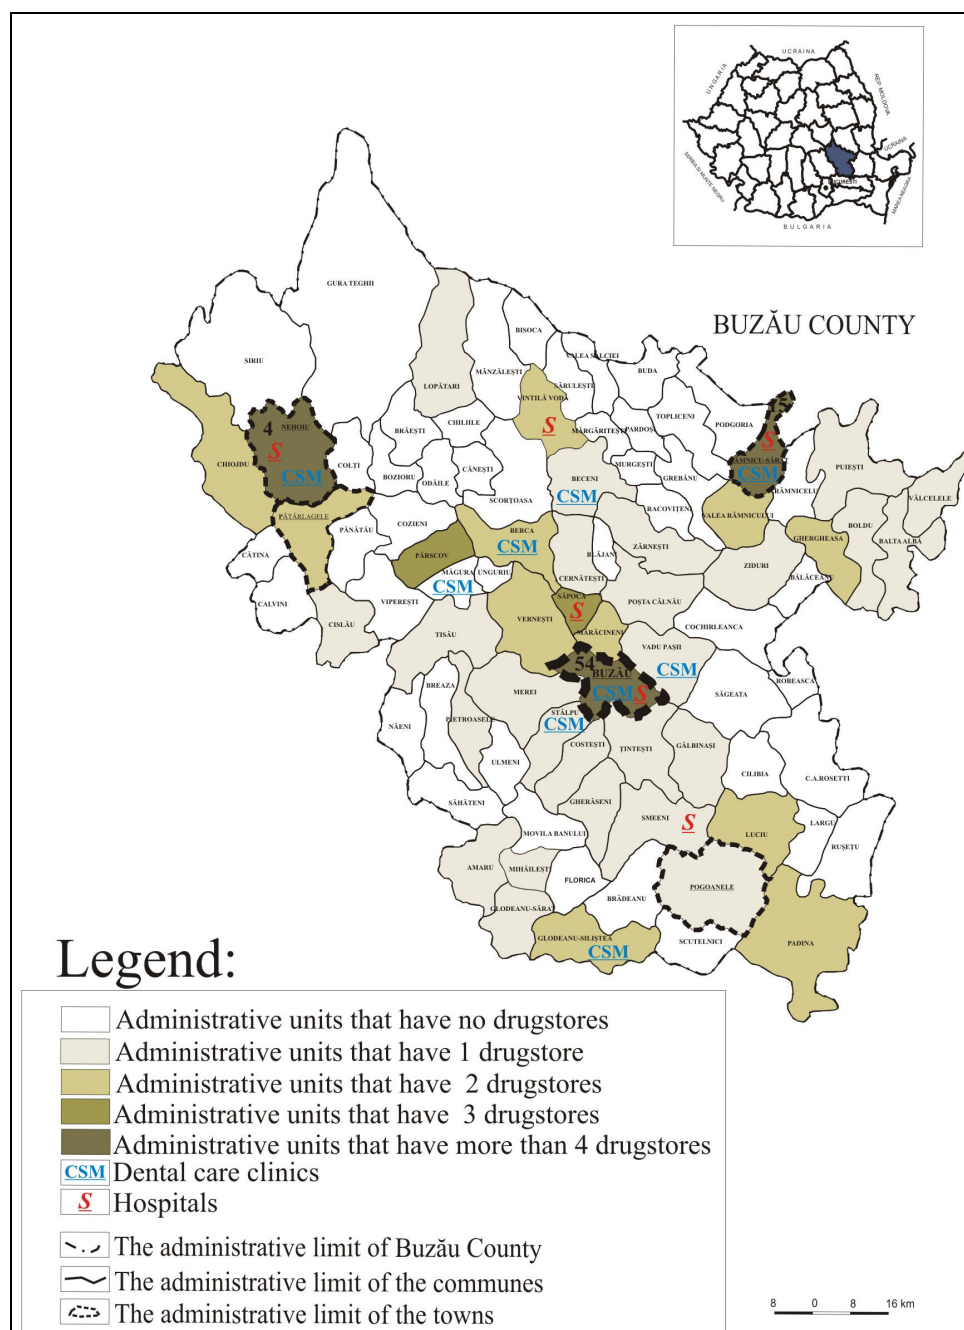 UCRAINA
UNGARIA
REP. MOLDOVA
UCRAINA
SERBIA SI MUNTE NEGRU
BUCUREȘTI
MAREA NEAGRA
BULGARIA
BUZĂU COUNTY
GURA TEGHII
SIRIU
BISOCA
VALEA SĂLCIEI
BUDA
LOPĂTARI
MÂNZĂLEȘTI
SĂRULEȘTI
VINTILĂ VODĂ
TOPLICENI
PODGORIA
15
4
NEHOIU
S
CSM
CHIOJDU
BRĂEȘTI
CHILIILE
S
MĂRGĂRITEȘTI
PARDOȘI
S
RÂMNICU-SĂRAT
CSM
PUIEȘTI
COLȚI
BOZIORU
ODĂILE
CĂNEȘTI
MURGEȘTI
GREBĂNU
RÂMNICELU
VÂLCELELE
BECENI
CSM
SCORȚOASA
RACOVIȚENI
VALEA RÂMNICULUI
BOLDU
PĂTÂRLAGELE
PĂNĂTĂU
COZIENI
BERCA
CSM
ZĂRNEȘTI
GHERGHEASA
BALTA ALBĂ
CĂTINA
PÂRSCOV
BLĂJANI
ZIDURI
BĂLĂCEANU
MĂGURA
UNGURIU
CSM
CERNĂTEȘTI
CALVINI
VIPEREȘTI
SĂPOCA
S
POȘTA CÂLNĂU
CISLĂU
VERNEȘTI
MĂRĂCINENI
COCHIRLEANCA
TISĂU
VADU PAȘII
CSM
54
BUZĂU
CSM
S
ROBEASCA
BREAZA
MEREI
SĂGEATA
NĂENI
PIETROASELE
STÂLPU
CSM
COSTEȘTI
ȚINTEȘTI
GĂLBINAȘI
ULMENI
CILIBIA
C.A.ROSETTI
SĂHĂTENI
GHERĂSENI
SMEENI
S
LARGU
MOVILA BANULUI
LUCIU
RUȘEȚU
AMARU
MIHĂILEȘTI
FLORICA
BRĂDEANU
POGOANELE
GLODEANU-SĂRAT
GLODEANU-SILIȘTEA
CSM
SCUTELNICI
PADINA
Legend:
Administrative units that have no drugstores
Administrative units that have 1 drugstore
Administrative units that have 2 drugstores
Administrative units that have 3 drugstores
Administrative units that have more than 4 drugstores
CSM Dental care clinics
S Hospitals
The administrative limit of Buzău County
The administrative limit of the communes
The administrative limit of the towns
8 0 8 16 km